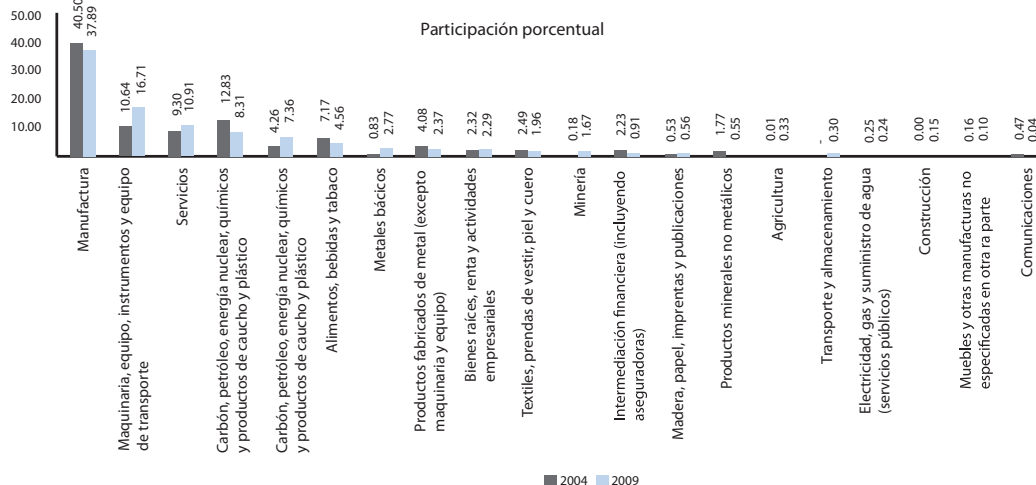 Participación porcentual
50.00
40.00
30.00
20.00
10.00
40.50
37.89
10.64
16.71
9.30
10.91
12.83
8.31
4.26
7.36
7.17
4.56
0.83
2.77
4.08
2.37
2.32
2.29
2.49
1.96
0.18
1.67
2.23
0.91
0.53
0.56
1.77
0.55
0.01
0.33
-
0.30
0.25
0.24
0.00
0.15
0.16
0.10
0.47
0.04
Manufactura
Maquinaria, equipo, instrumentos y equipo
de transporte
Servicios
Carbón, petróleo, energía nuclear, químicos
y productos de caucho y plástico
Carbón, petróleo, energía nuclear, químicos
y productos de caucho y plástico
Alimentos, bebidas y tabaco
Metales bácicos
Productos fabricados de metal (excepto
maquinaria y equipo)
Bienes raíces, renta y actividades
empresariales
Textiles, prendas de vestir, piel y cuero
Minería
Intermediación financiera (incluyendo
aseguradoras)
Madera, papel, imprentas y publicaciones
Productos minerales no metálicos
Agricultura
Transporte y almacenamiento
Electricidad, gas y suministro de agua
(servicios públicos)
Construcción
Muebles y otras manufacturas no
especificadas en otra ra parte
Comunicaciones
2004
2009